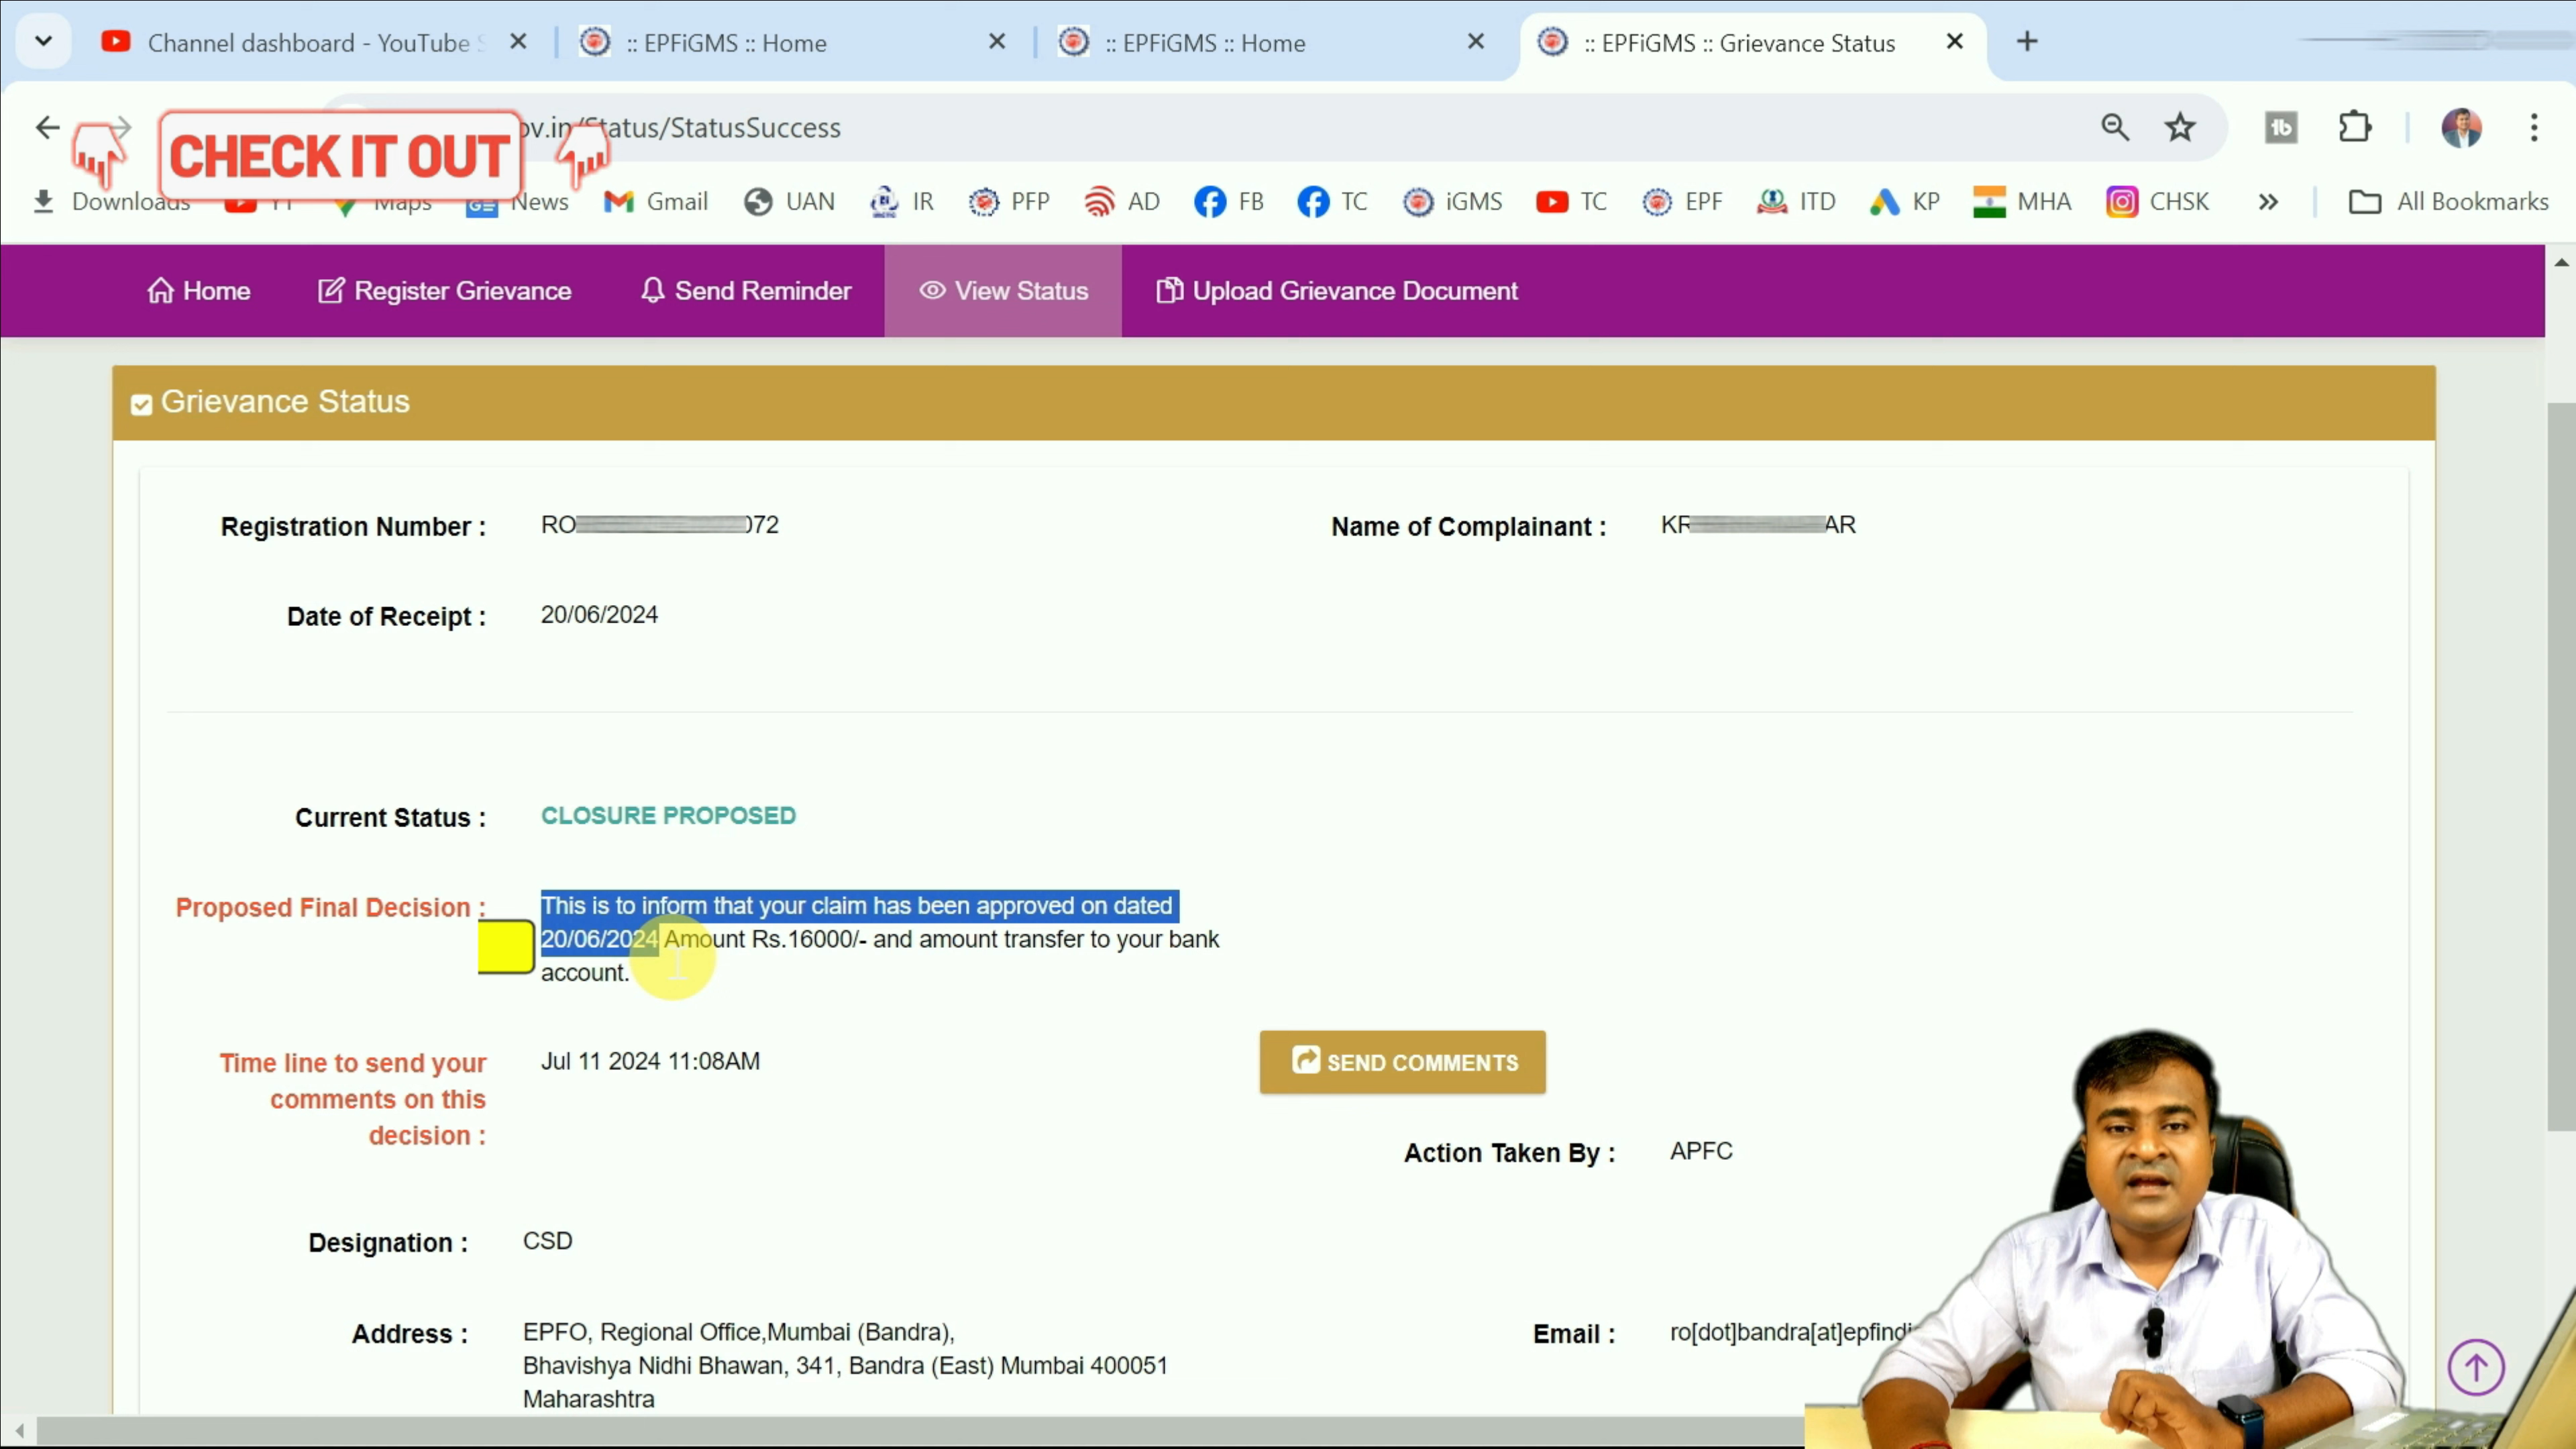 Channel dashboard - YouTube S
:: EPFiGMS :: Home
:: EPFiGMS :: Home
:: EPFiGMS :: Grievance Status
CHECK IT OUT
ov.in/Status/StatusSuccess
Downloads
YT
Maps
News
Gmail
UAN
IR
PFP
AD
FB
TC
iGMS
TC
EPF
ITD
KP
MHA
CHSK
All Bookmarks
Home
Register Grievance
Send Reminder
View Status
Upload Grievance Document
Grievance Status
Registration Number : RO 072
Name of Complainant : KR AR
Date of Receipt : 20/06/2024
Current Status : CLOSURE PROPOSED
Proposed Final Decision : This is to inform that your claim has been approved on dated
20/06/2024 Amount Rs.16000/- and amount transfer to your bank
account.
Time line to send your Jul 11 2024 11:08AM
comments on this
decision :
SEND COMMENTS
Action Taken By : APFC
Designation : CSD
Address : EPFO, Regional Office,Mumbai (Bandra),
Bhavishya Nidhi Bhawan, 341, Bandra (East) Mumbai 400051
Maharashtra
Email : ro[dot]bandra[at]epfindi